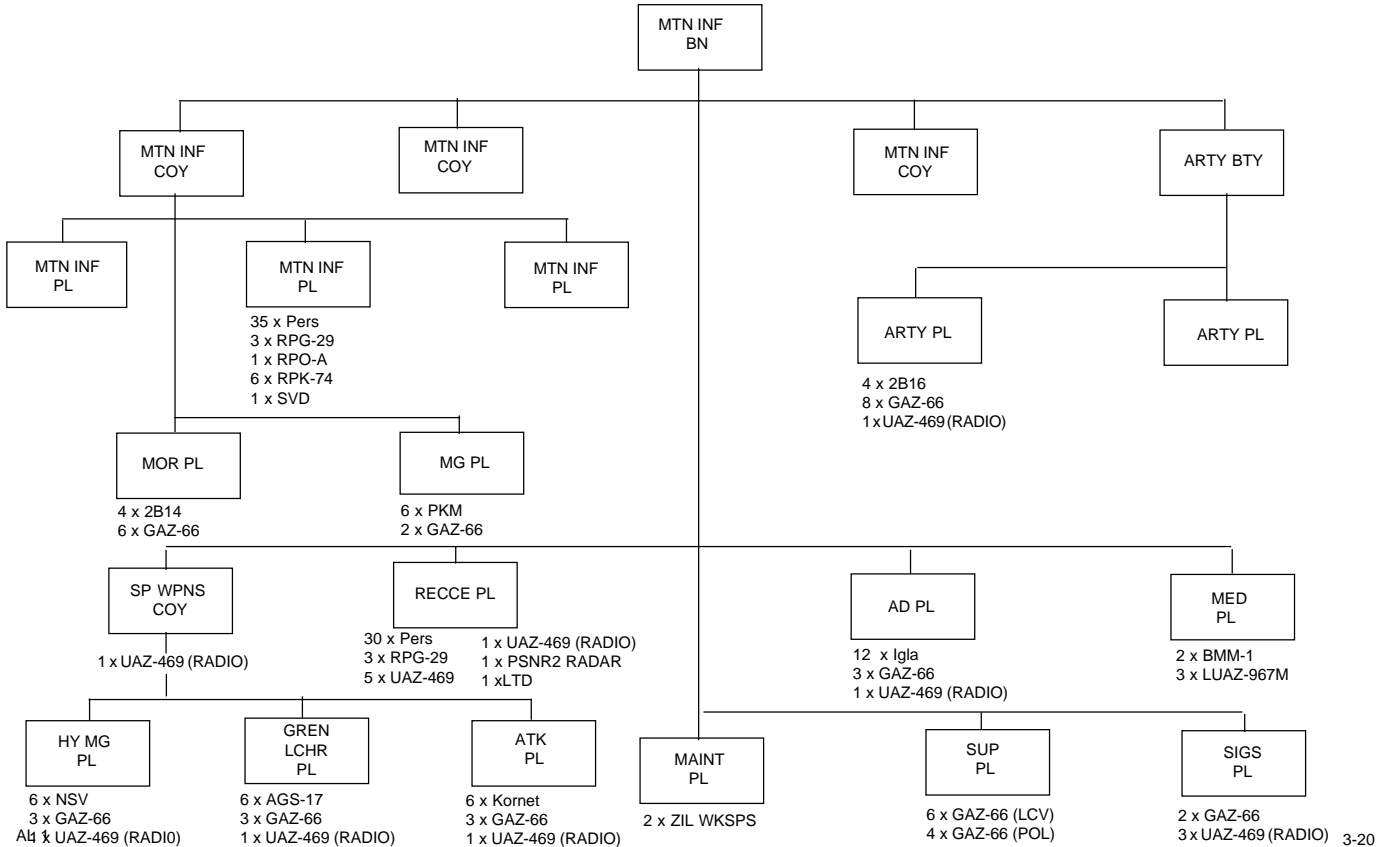 MTN INF
BN
MTN INF
COY
MTN INF
COY
MTN INF
COY
ARTY BTY
MTN INF
PL
MTN INF
PL
MTN INF
PL
35 x Pers
3 x RPG-29
1 x RPO-A
6 x RPK-74
1 x SVD
ARTY PL
ARTY PL
4 x 2B16
8 x GAZ-66
1 x UAZ-469 (RADIO)
MOR PL
MG PL
4 x 2B14
6 x GAZ-66
6 x PKM
2 x GAZ-66
SP WPNS
COY
RECCE PL
AD PL
MED
PL
1 x UAZ-469 (RADIO)
30 x Pers
3 x RPG-29
5 x UAZ-469
1 x UAZ-469 (RADIO)
1 x PSNR2 RADAR
1 xLTD
12 x Igla
3 x GAZ-66
1 x UAZ-469 (RADIO)
2 x BMM-1
3 x LUAZ-967M
HY MG
PL
GREN
LCHR
PL
ATK
PL
MAINT
PL
SUP
PL
SIGS
PL
6 x NSV
3 x GAZ-66
x UAZ-469 (RADI0)
6 x AGS-17
3 x GAZ-66
1 x UAZ-469 (RADIO)
6 x Kornet
3 x GAZ-66
1 x UAZ-469 (RADIO)
2 x ZIL WKSPS
6 x GAZ-66 (LCV)
4 x GAZ-66 (POL)
2 x GAZ-66
3 x UAZ-469 (RADIO)
3-20